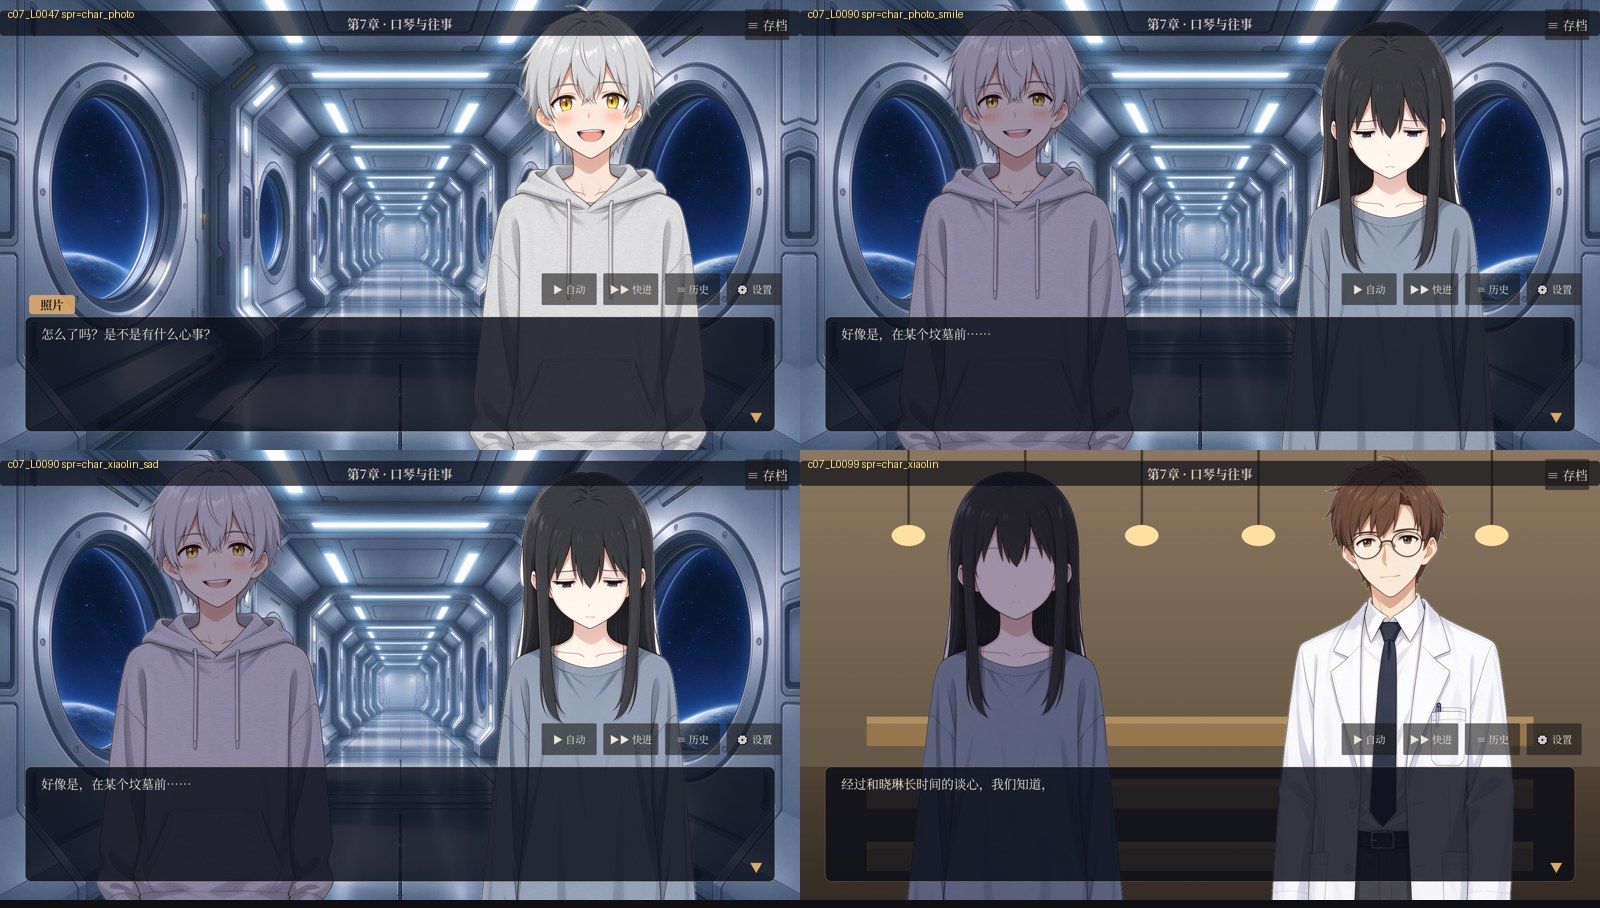 c07_L0047 spr=char_photo
第7章 · 口琴与往事
≡ 存档
▶ 自动
▶▶ 快进
≡ 历史
设置
照片
怎么了吗？是不是有什么心事？
c07_L0090 spr=char_photo_smile
第7章 · 口琴与往事
≡ 存档
▶ 自动
▶▶ 快进
≡ 历史
设置
好像是，在某个坟墓前……
c07_L0090 spr=char_xiaolin_sad
第7章 · 口琴与往事
≡ 存档
▶ 自动
▶▶ 快进
≡ 历史
设置
好像是，在某个坟墓前……
c07_L0099 spr=char_xiaolin
第7章 · 口琴与往事
≡ 存档
▶ 自动
▶▶ 快进
≡ 历史
设置
经过和晓琳长时间的谈心，我们知道，